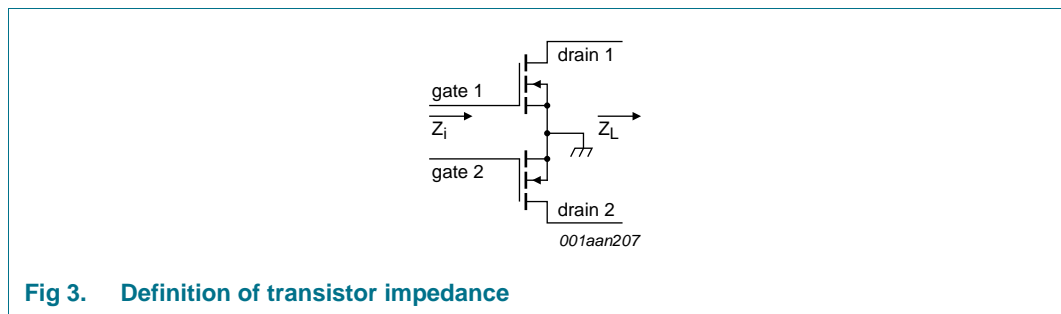 drain 1
gate 1
Zi
ZL
gate 2
drain 2
001aan207
Fig 3. Definition of transistor impedance